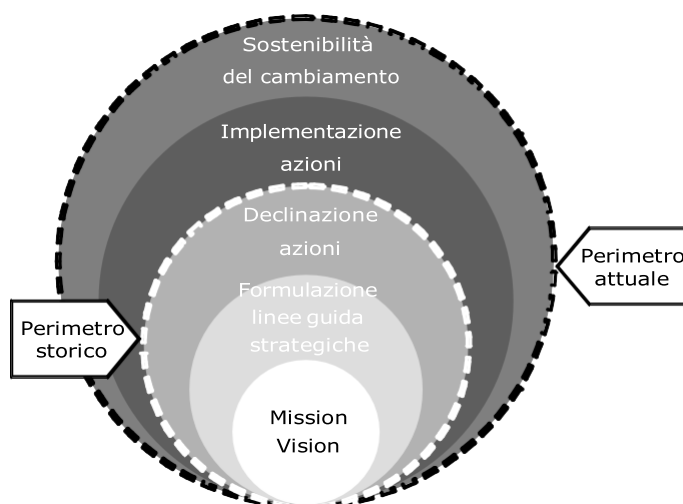 Sostenibilità
del cambiamento
Implementazione
azioni
Declinazione
azioni
Perimetro
attuale
Formulazione
linee guida
strategiche
Perimetro
storico
Mission
Vision